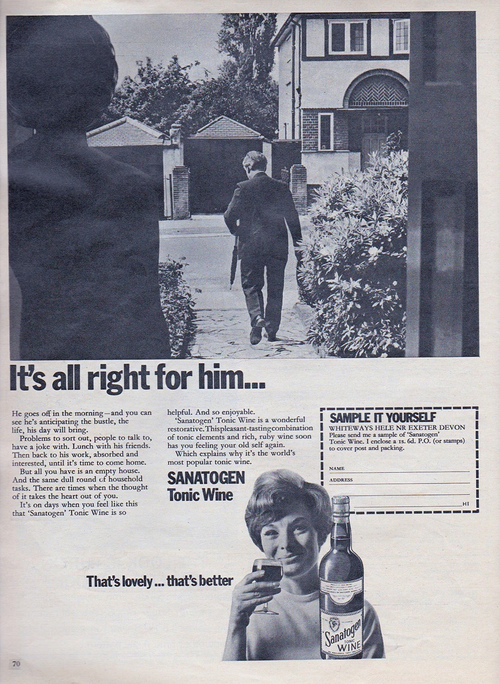 It's all right for him...
He goes off in the morning—and you can
see he's anticipating the bustle, the
life, his day will bring.
Problems to sort out, people to talk to,
have a joke with. Lunch with his friends.
Then back to his work, absorbed and
interested, until it's time to come home.
But all you have is an empty house.
And the same dull round of household
tasks. There are times when the thought
of it takes the heart out of you.
It's on days when you feel like this
that 'Sanatogen' Tonic Wine is so
helpful. And so enjoyable.
'Sanatogen' Tonic Wine is a wonderful
restorative. This pleasant-tasting combination
of tonic elements and rich, ruby wine soon
has you feeling your old self again.
Which explains why it's the world's
most popular tonic wine.
SANATOGEN
Tonic Wine
SAMPLE IT YOURSELF
WHITEWAYS HELE NR EXETER DEVON
Please send me a sample of 'Sanatogen'
Tonic Wine. I enclose a 1s. 6d. P.O. (or stamps)
to cover post and packing.
NAME
ADDRESS
That's lovely... that's better
Sanatogen
TONIC
WINE
70